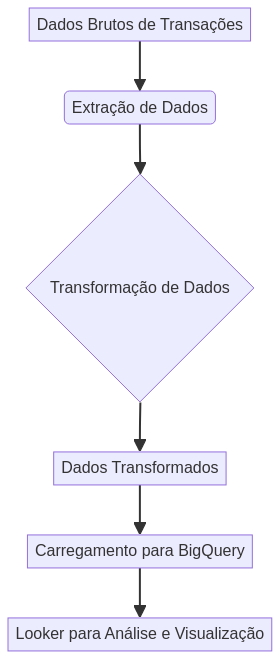 Dados Brutos de Transações
Extração de Dados
Transformação de Dados
Dados Transformados
Carregamento para BigQuery
Looker para Análise e Visualização